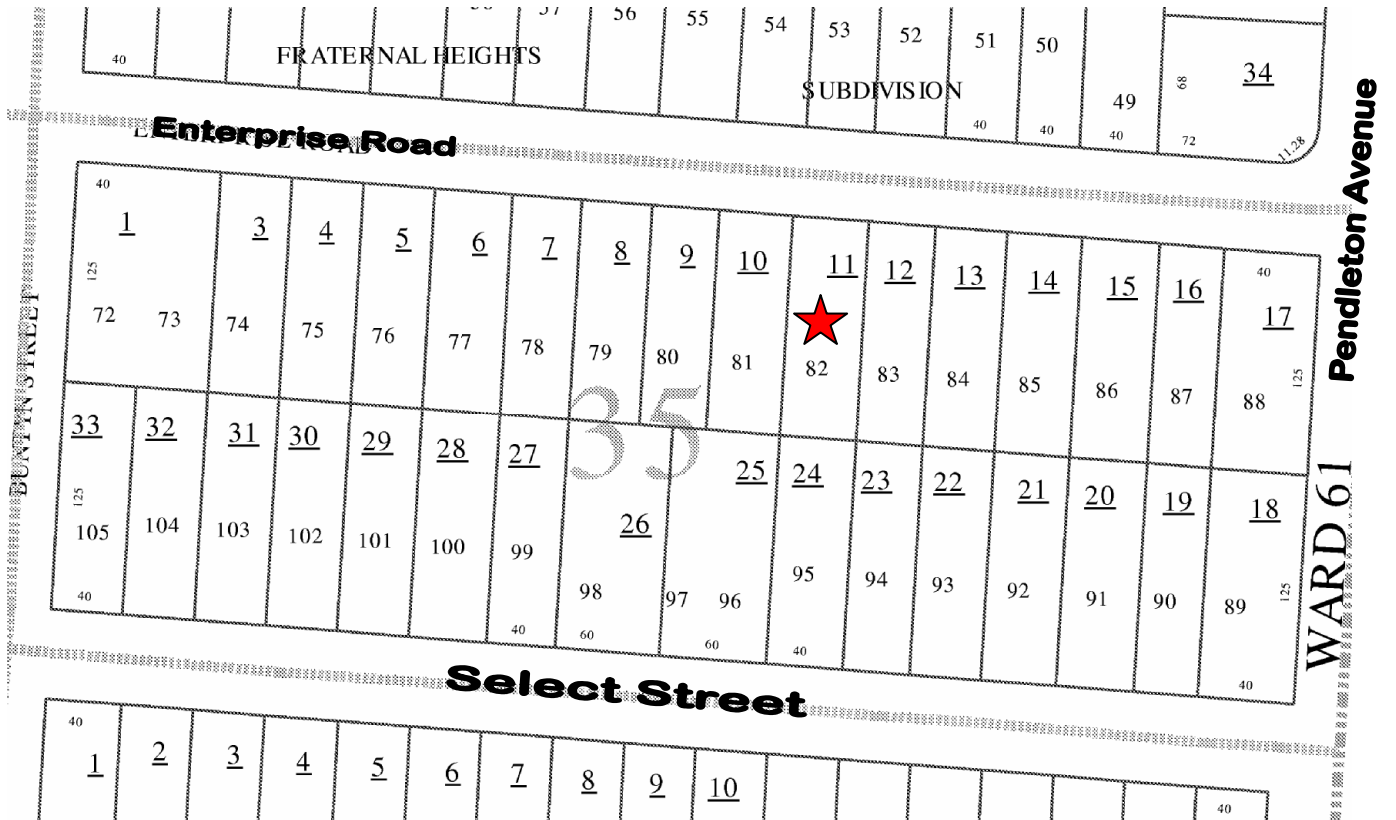 57 56 55 54 53 52 51 50 49
40 40 40 40
FRATERNAL HEIGHTS SUBDIVISION
34
68
72
11.28
Enterprise Road
Pendleton Avenue
BUNTIN STREET
WARD 61
35
40 40
1 3 4 5 6 7 8 9 10 11 12 13 14 15 16 17
125 125
72 73 74 75 76 77 78 79 80 81 82 83 84 85 86 87 88
33 32 31 30 29 28 27 26 25 24 23 22 21 20 19 18
125 125
105 104 103 102 101 100 99 98 97 96 95 94 93 92 91 90 89
40 40 60 60 40 40
Select Street
40 40
1 2 3 4 5 6 7 8 9 10